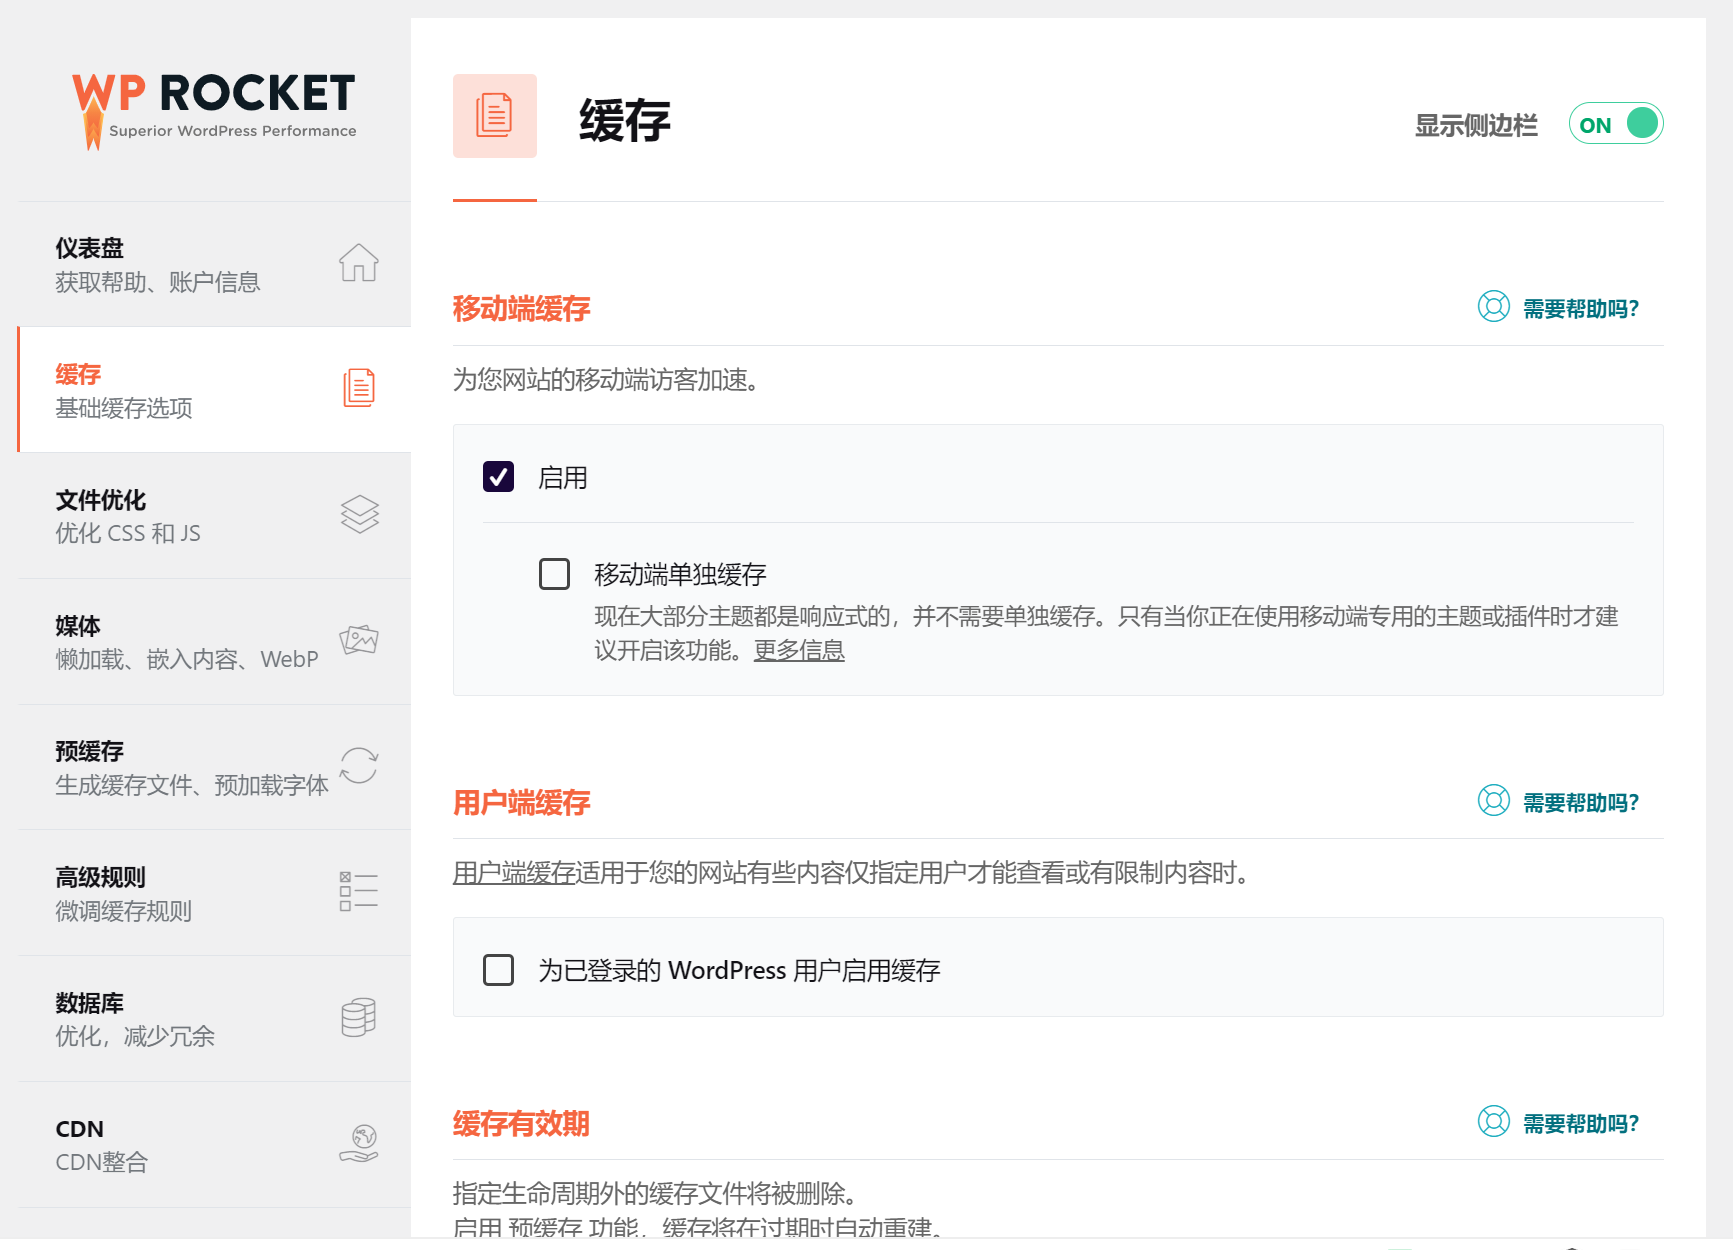 WP ROCKET
Superior WordPress Performance
仪表盘
获取帮助、账户信息
缓存
基础缓存选项
文件优化
优化 CSS 和 JS
媒体
懒加载、嵌入内容、WebP
预缓存
生成缓存文件、预加载字体
高级规则
微调缓存规则
数据库
优化，减少冗余
CDN
CDN整合
缓存
显示侧边栏
ON
移动端缓存
需要帮助吗?
为您网站的移动端访客加速。
启用
移动端单独缓存
现在大部分主题都是响应式的，并不需要单独缓存。只有当你正在使用移动端专用的主题或插件时才建
议开启该功能。更多信息
用户端缓存
需要帮助吗?
用户端缓存适用于您的网站有些内容仅指定用户才能查看或有限制内容时。
为已登录的 WordPress 用户启用缓存
缓存有效期
需要帮助吗?
指定生命周期外的缓存文件将被删除。
启用 预缓存 功能，缓存将在过期时自动重建。